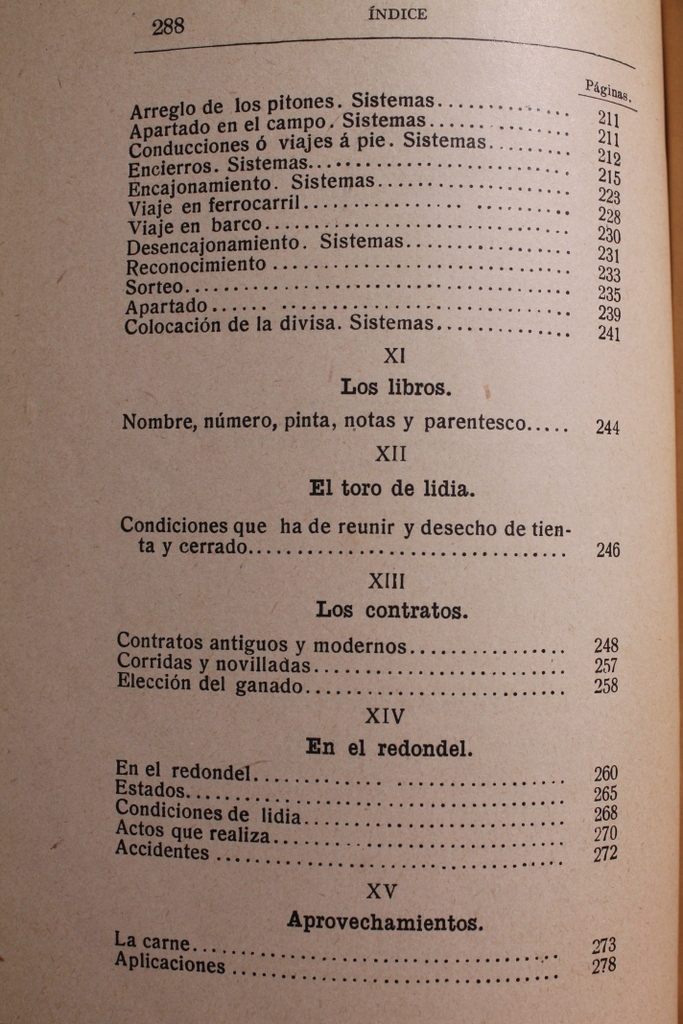 288
ÍNDICE
Páginas.
Arreglo de los pitones. Sistemas.............. 211
Apartado en el campo. Sistemas.............. 211
Conducciones ó viajes á pie. Sistemas......... 212
Encierros. Sistemas........................... 215
Encajonamiento. Sistemas.................... 223
Viaje en ferrocarril............... .......... 228
Viaje en barco................................ 230
Desencajonamiento. Sistemas................. 231
Reconocimiento .............................. 233
Sorteo........................................ 235
Apartado...... .............................. 239
Colocación de la divisa. Sistemas............. 241
XI
Los libros.
Nombre, número, pinta, notas y parentesco..... 244
XII
El toro de lidia.
Condiciones que ha de reunir y desecho de tien-
ta y cerrado................................ 246
XIII
Los contratos.
Contratos antiguos y modernos................ 248
Corridas y novilladas......................... 257
Elección del ganado.......................... 258
XIV
En el redondel.
En el redondel............ .................. 260
Estados...................................... 265
Condiciones de lidia.......................... 268
Actos que realiza............................. 270
Accidentes .................................. 272
XV
Aprovechamientos.
La carne..................................... 273
Aplicaciones ................................ 278